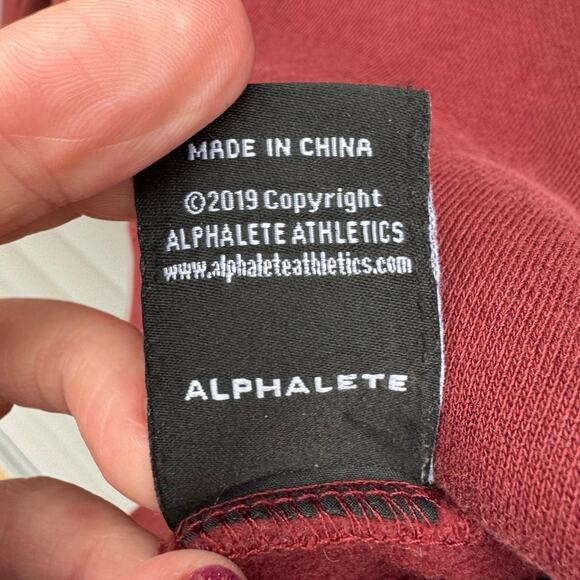 MADE IN CHINA
©2019 Copyright
ALPHALETE ATHLETICS
www.alphaleteathletics.com
ALPHALETE